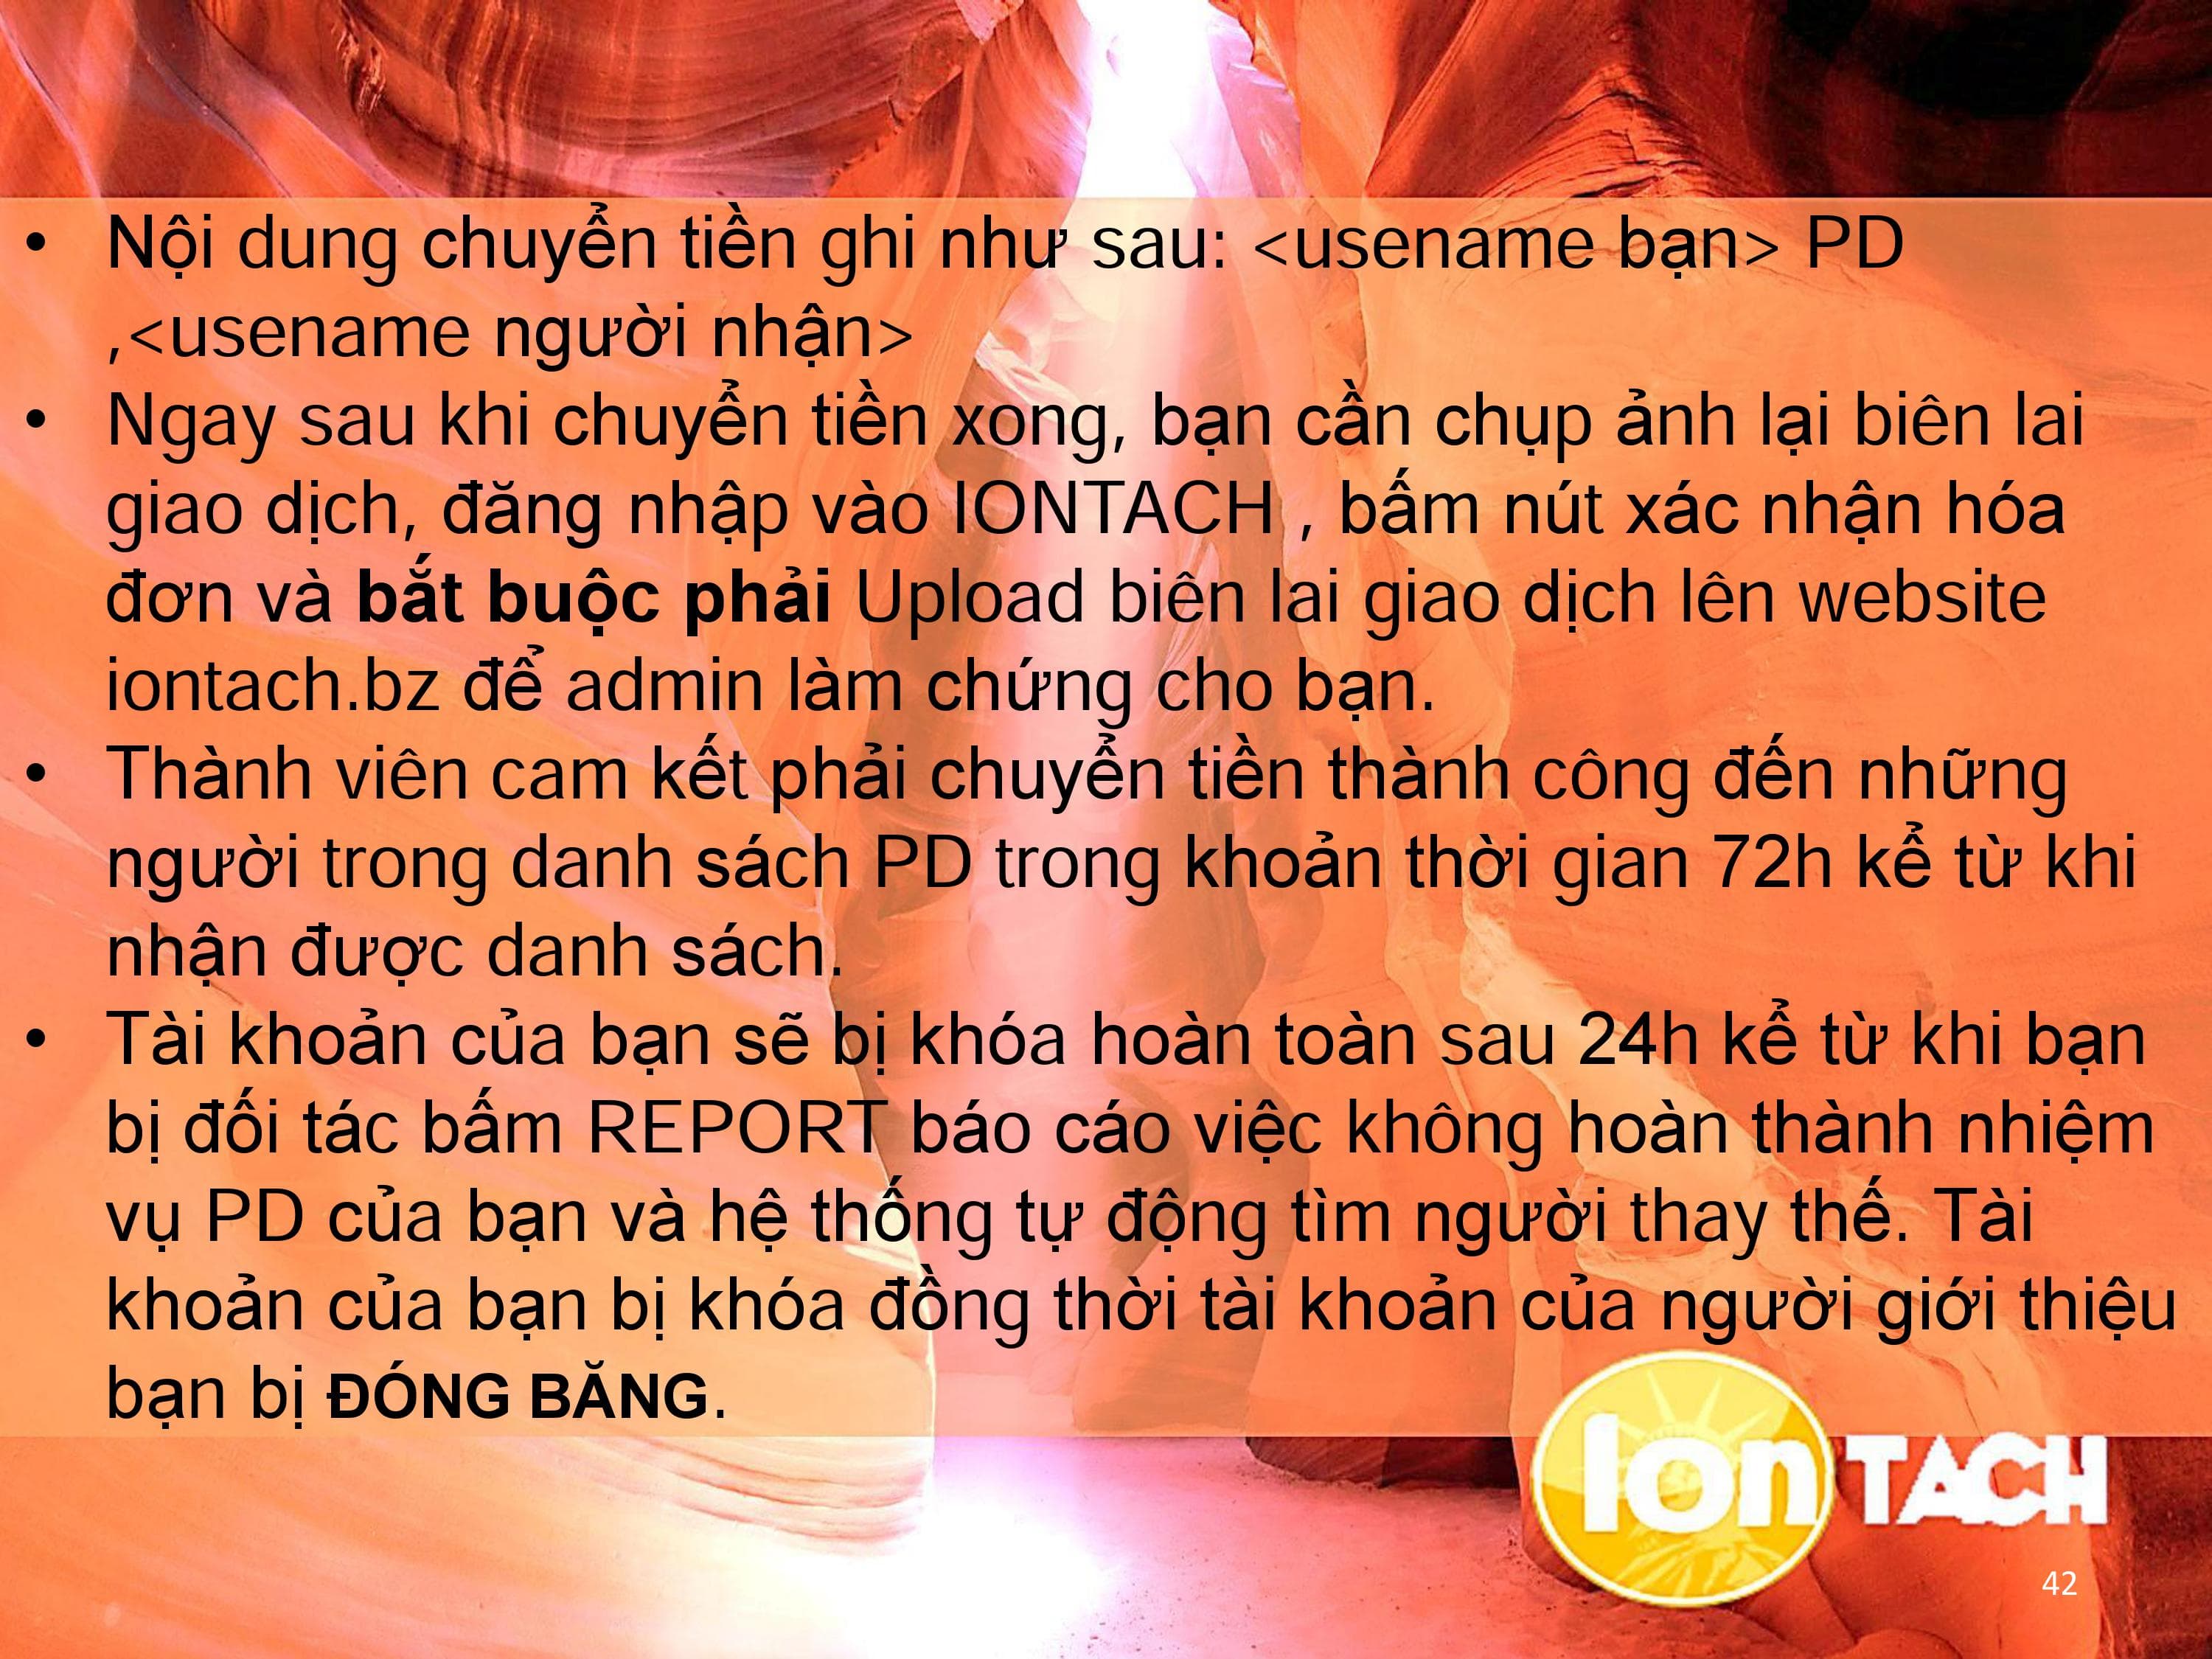 • Nội dung chuyển tiền ghi như sau: <usename bạn> PD
,<usename người nhận>
• Ngay sau khi chuyển tiền xong, bạn cần chụp ảnh lại biên lai
giao dịch, đăng nhập vào IONTACH , bấm nút xác nhận hóa
đơn và bắt buộc phải Upload biên lai giao dịch lên website
iontach.bz để admin làm chứng cho bạn.
• Thành viên cam kết phải chuyển tiền thành công đến những
người trong danh sách PD trong khoản thời gian 72h kể từ khi
nhận được danh sách.
• Tài khoản của bạn sẽ bị khóa hoàn toàn sau 24h kể từ khi bạn
bị đối tác bấm REPORT báo cáo việc không hoàn thành nhiệm
vụ PD của bạn và hệ thống tự động tìm người thay thế. Tài
khoản của bạn bị khóa đồng thời tài khoản của người giới thiệu
bạn bị ĐÓNG BĂNG.
Ion TACH
42